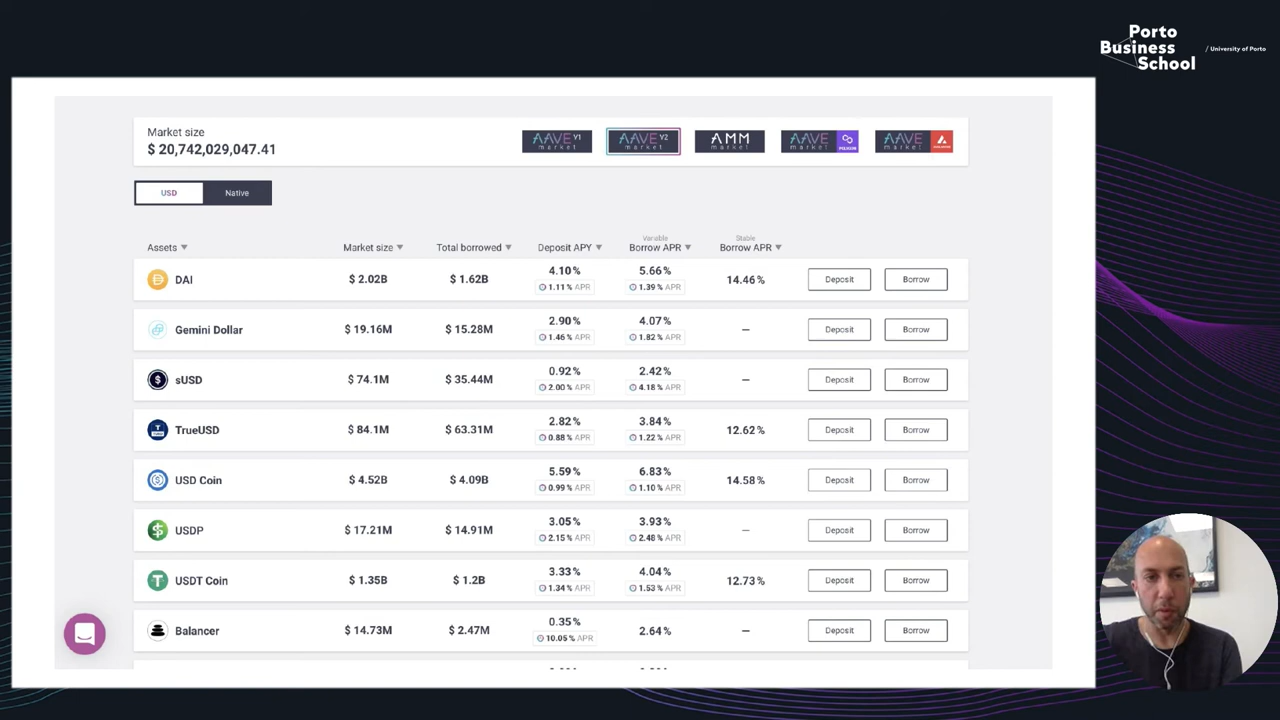 Porto
Business
School
/ University of Porto
Market size
$ 20,742,029,047.41
AAVE V1 market
AAVE V2 market
AMM market
AAVE market POLYGON
AAVE market
USD Native
Assets Market size Total borrowed Deposit APY Variable Borrow APR Stable Borrow APR
DAI $ 2.02B $ 1.62B 4.10% 5.66% 14.46% Deposit Borrow
1.11% APR 1.39% APR
Gemini Dollar $ 19.16M $ 15.28M 2.90% 4.07% — Deposit Borrow
1.46% APR 1.82% APR
sUSD $ 74.1M $ 35.44M 0.92% 2.42% — Deposit Borrow
2.00% APR 4.18% APR
TrueUSD $ 84.1M $ 63.31M 2.82% 3.84% 12.62% Deposit Borrow
0.88% APR 1.22% APR
USD Coin $ 4.52B $ 4.09B 5.59% 6.83% 14.58% Deposit Borrow
0.99% APR 1.10% APR
USDP $ 17.21M $ 14.91M 3.05% 3.93% — Deposit Borrow
2.15% APR 2.48% APR
USDT Coin $ 1.35B $ 1.2B 3.33% 4.04% 12.73% Deposit Borrow
1.34% APR 1.53% APR
Balancer $ 14.73M $ 2.47M 0.35% 2.64% — Deposit Borrow
10.05% APR